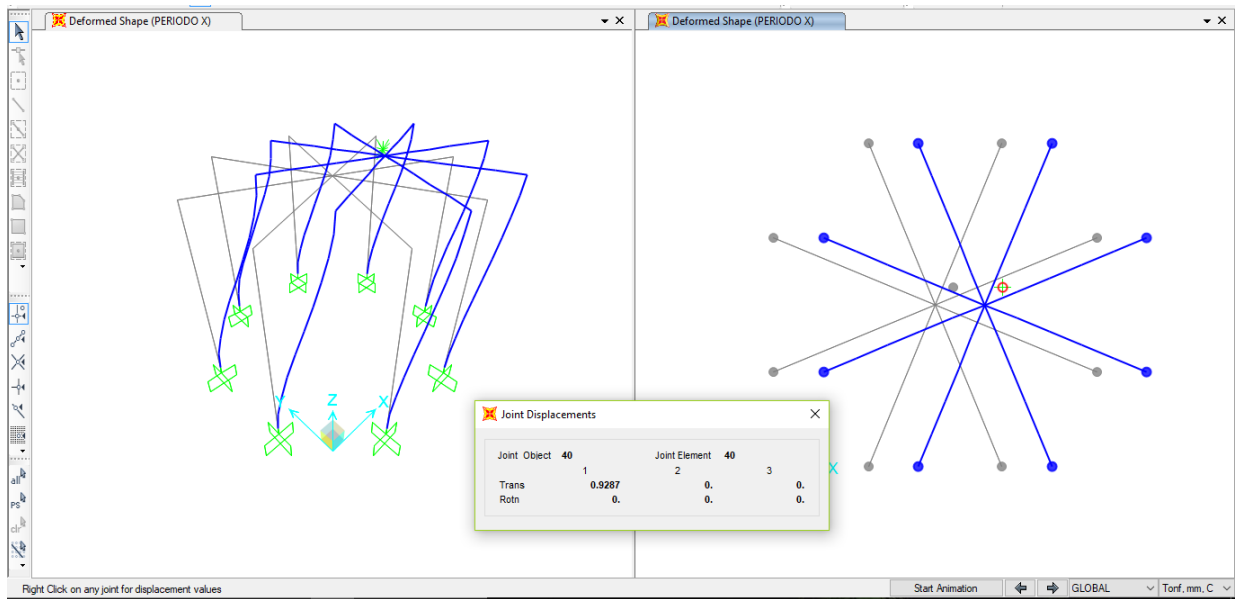 Deformed Shape (PERIODO X)
Deformed Shape (PERIODO X)
Y
Z
X
X
Joint Displacements
Joint Object 40 Joint Element 40
1 2 3
Trans 0.9287 0. 0.
Rotn 0. 0. 0.
all
PS
clr
Right Click on any joint for displacement values
Start Animation
GLOBAL
Tonf, mm, C